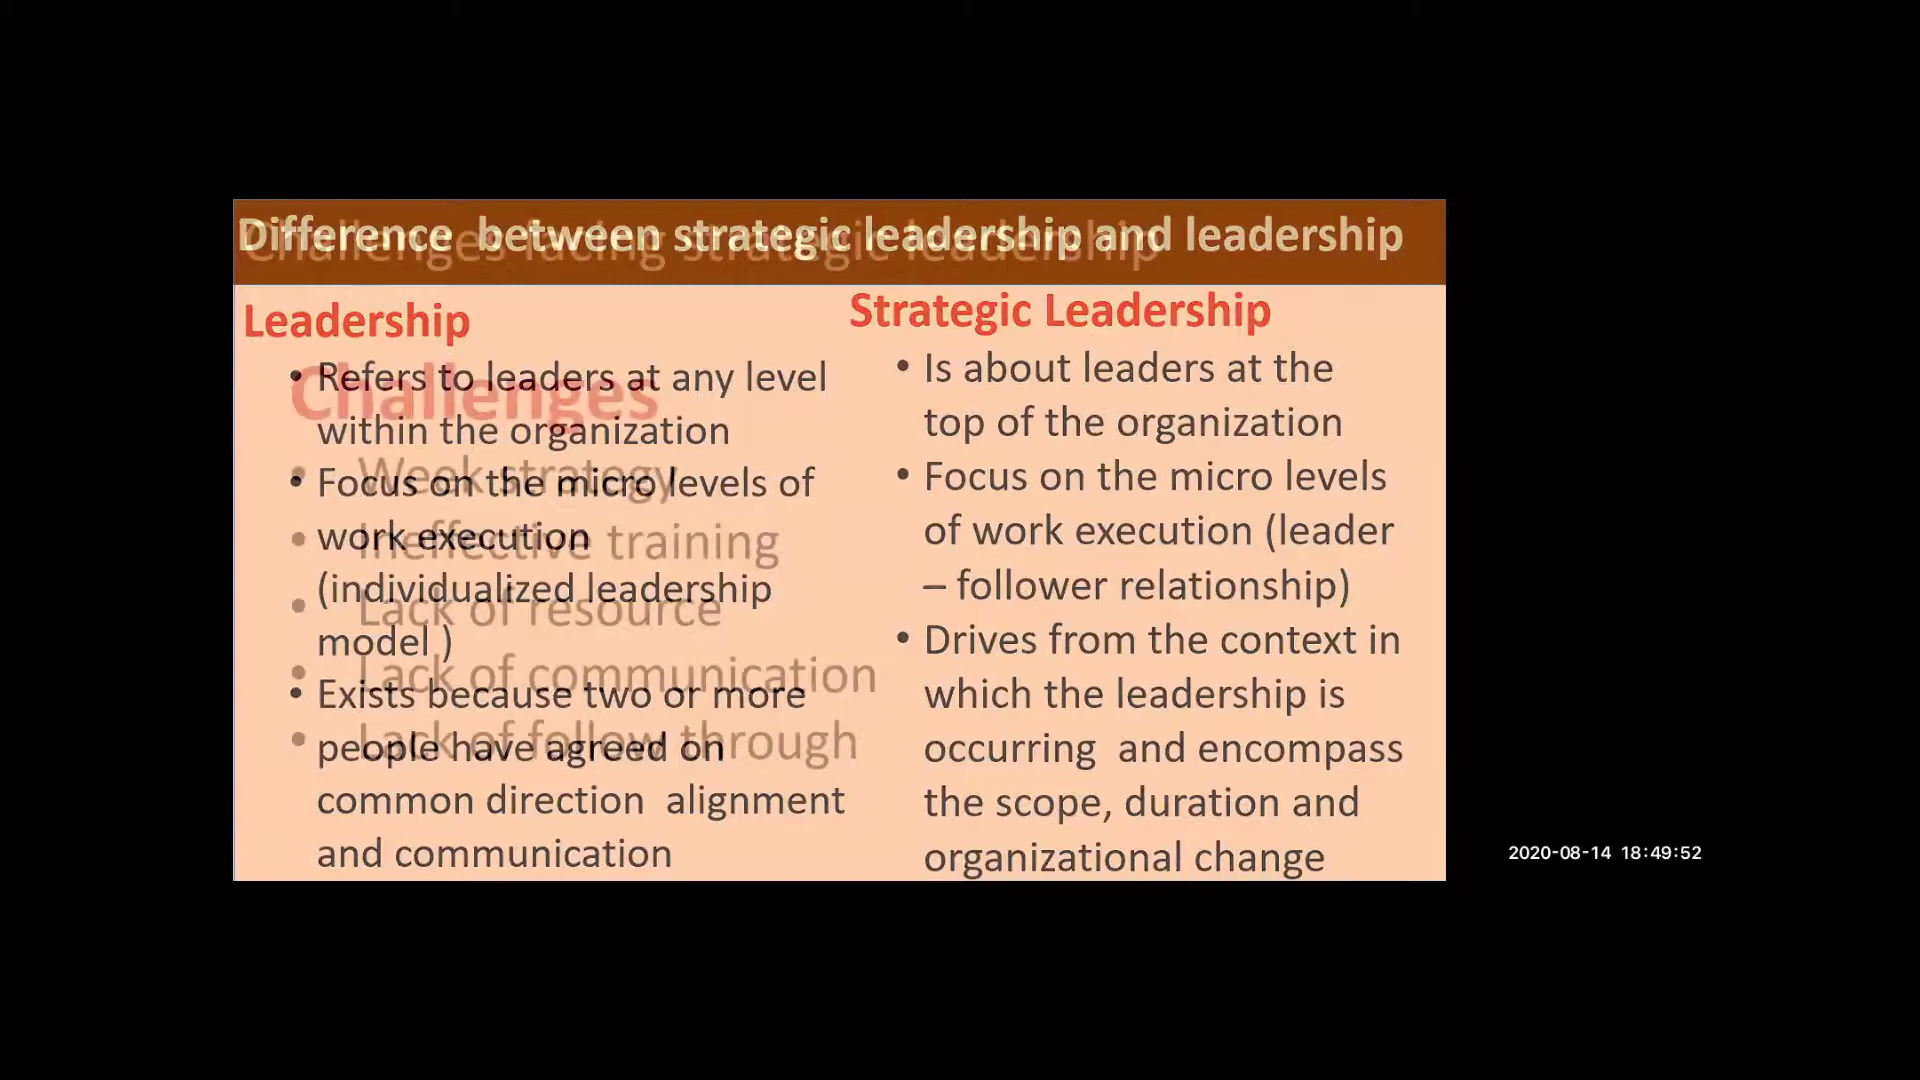 Difference between strategic leadership and leadership
Challenges facing strategic leadership
Leadership
• Refers to leaders at any level
within the organization
• Focus on the micro levels of
work execution
(individualized leadership
model )
• Exists because two or more
people have agreed on
common direction alignment
and communication
Strategic Leadership
• Is about leaders at the
top of the organization
• Focus on the micro levels
of work execution (leader
– follower relationship)
• Drives from the context in
which the leadership is
occurring and encompass
the scope, duration and
organizational change
Challenges
• Weak strategy
• Ineffective training
• Lack of resource
• Lack of communication
• Lack of follow through
2020-08-14 18:49:52